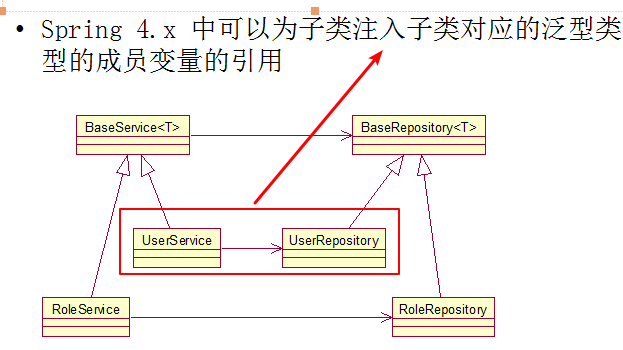 • Spring 4.x 中可以为子类注入子类对应的泛型类
型的成员变量的引用
BaseService<T>
BaseRepository<T>
UserService
UserRepository
RoleService
RoleRepository